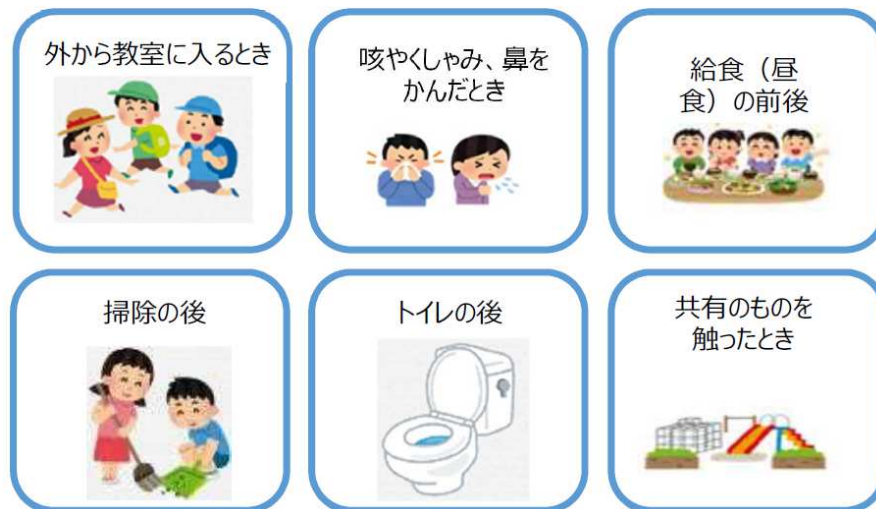 外から教室に入るとき
咳やくしゃみ、鼻を
かんだとき
給食（昼
食）の前後
掃除の後
トイレの後
共有のものを
触ったとき